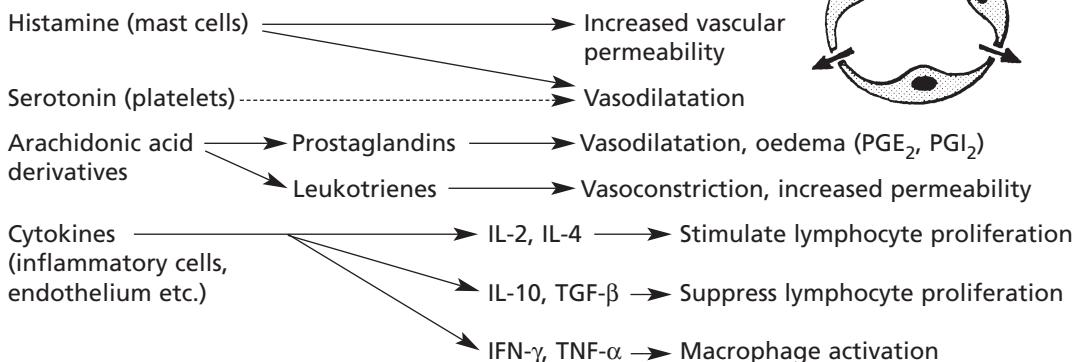 Histamine (mast cells) Increased vascular
permeability
Serotonin (platelets) Vasodilatation
Arachidonic acid Prostaglandins Vasodilatation, oedema (PGE₂, PGI₂)
derivatives
Leukotrienes Vasoconstriction, increased permeability
Cytokines IL-2, IL-4 Stimulate lymphocyte proliferation
(inflammatory cells,
endothelium etc.) IL-10, TGF-β Suppress lymphocyte proliferation
IFN-γ, TNF-α Macrophage activation